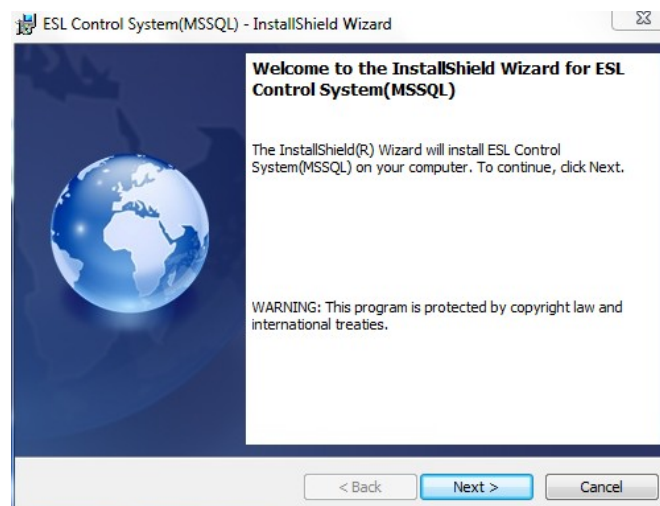 ESL Control System(MSSQL) - InstallShield Wizard
Welcome to the InstallShield Wizard for ESL
Control System(MSSQL)
The InstallShield(R) Wizard will install ESL Control
System(MSSQL) on your computer. To continue, click Next.
WARNING: This program is protected by copyright law and
international treaties.
< Back
Next >
Cancel